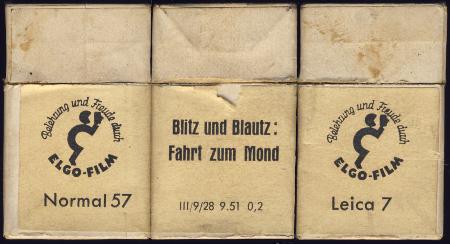 Belehrung und Freude durch
ELGO-FILM
Normal 57
Blitz und Blautz:
Fahrt zum Mond
III/9/28 9.51 0,2
Belehrung und Freude durch
ELGO-FILM
Leica 7